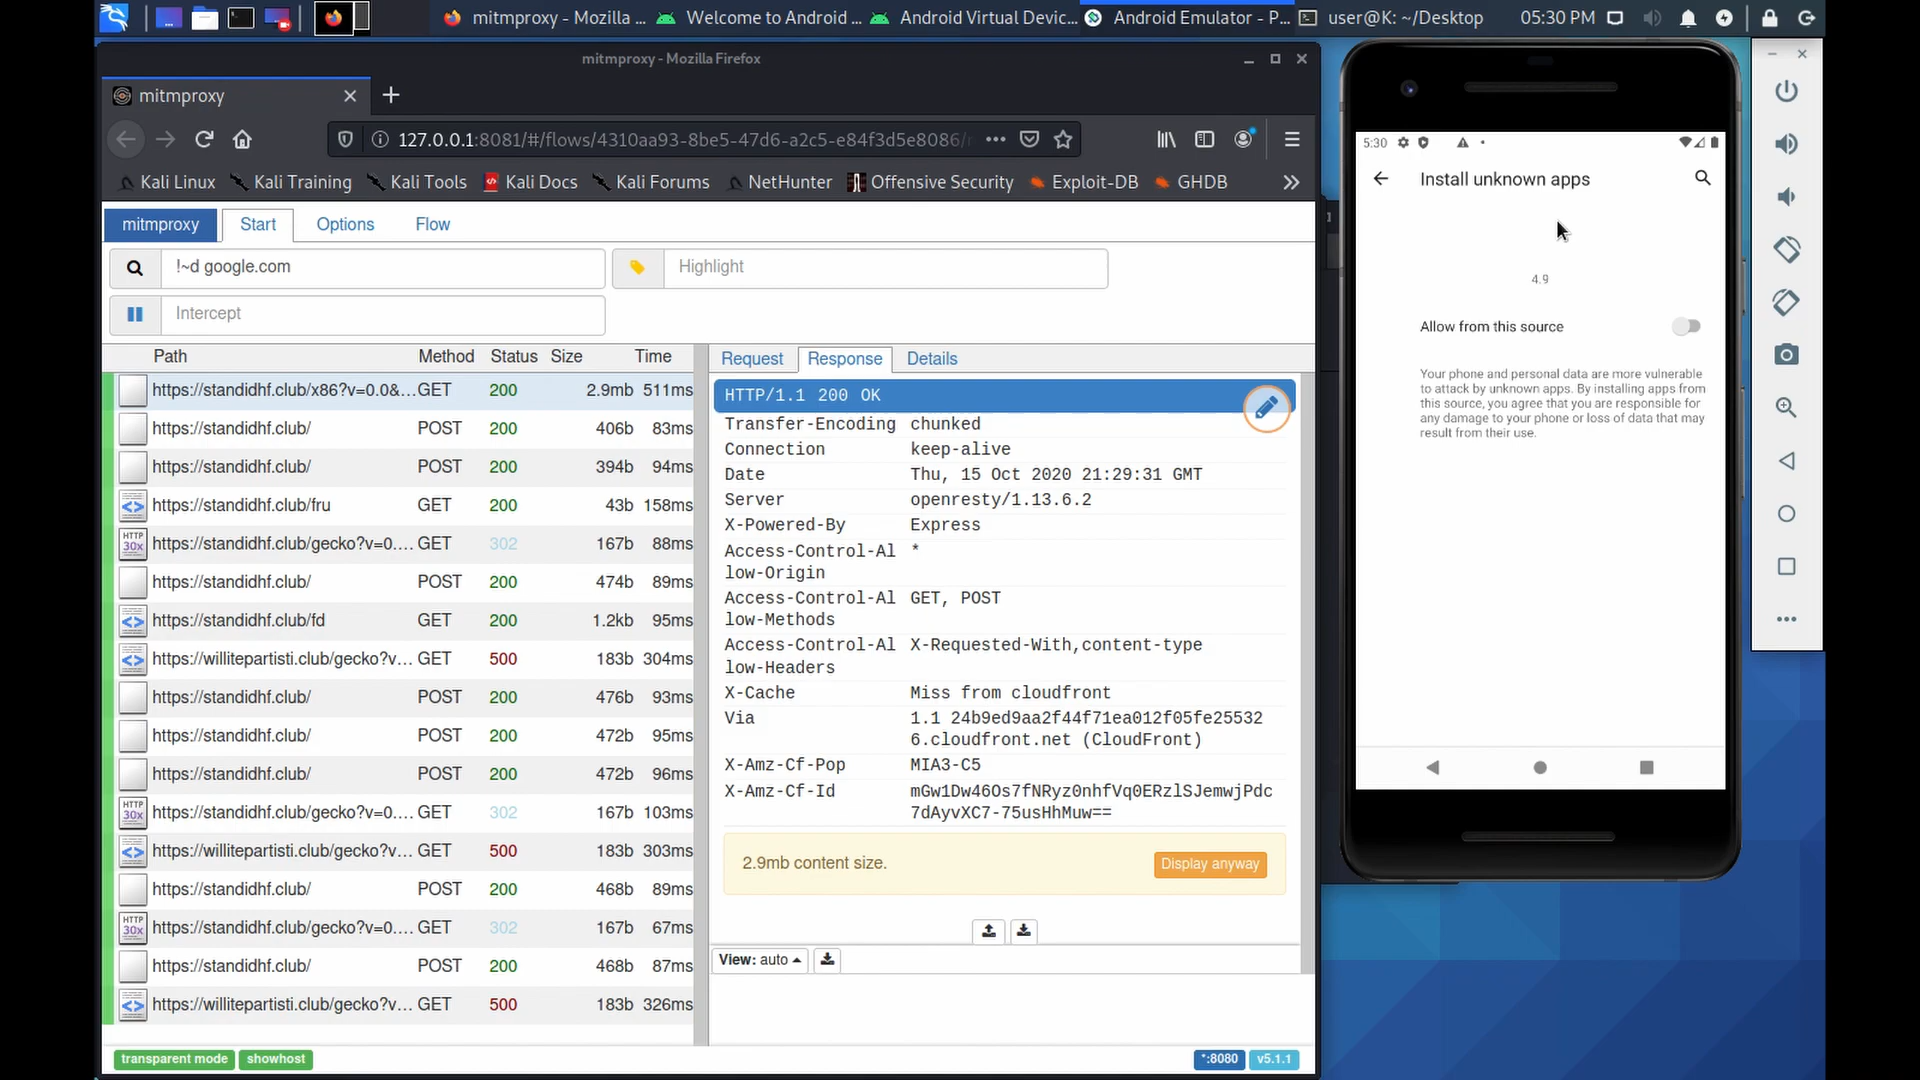 mitmproxy - Mozilla ...
Welcome to Android ...
Android Virtual Devic...
Android Emulator - P...
user@K: ~/Desktop
05:30 PM
mitmproxy - Mozilla Firefox
mitmproxy
127.0.0.1:8081/#/flows/4310aa93-8be5-47d6-a2c5-e84f3d5e8086/
Kali Linux
Kali Training
Kali Tools
Kali Docs
Kali Forums
NetHunter
Offensive Security
Exploit-DB
GHDB
mitmproxy
Start
Options
Flow
!~d google.com
Highlight
Intercept
Path Method Status Size Time
https://standidhf.club/x86?v=0.0&... GET 200 2.9mb 511ms
https://standidhf.club/ POST 200 406b 83ms
https://standidhf.club/ POST 200 394b 94ms
<> https://standidhf.club/fru GET 200 43b 158ms
HTTP 30x https://standidhf.club/gecko?v=0.... GET 302 167b 88ms
https://standidhf.club/ POST 200 474b 89ms
<> https://standidhf.club/fd GET 200 1.2kb 95ms
<> https://willitepartisti.club/gecko?v... GET 500 183b 304ms
https://standidhf.club/ POST 200 476b 93ms
https://standidhf.club/ POST 200 472b 95ms
https://standidhf.club/ POST 200 472b 96ms
HTTP 30x https://standidhf.club/gecko?v=0.... GET 302 167b 103ms
<> https://willitepartisti.club/gecko?v... GET 500 183b 303ms
https://standidhf.club/ POST 200 468b 89ms
HTTP 30x https://standidhf.club/gecko?v=0.... GET 302 167b 67ms
https://standidhf.club/ POST 200 468b 87ms
<> https://willitepartisti.club/gecko?v... GET 500 183b 326ms
Request
Response
Details
HTTP/1.1 200 OK
Transfer-Encoding chunked
Connection keep-alive
Date Thu, 15 Oct 2020 21:29:31 GMT
Server openresty/1.13.6.2
X-Powered-By Express
Access-Control-Al *
low-Origin
Access-Control-Al GET, POST
low-Methods
Access-Control-Al X-Requested-With,content-type
low-Headers
X-Cache Miss from cloudfront
Via 1.1 24b9ed9aa2f44f71ea012f05fe25532
6.cloudfront.net (CloudFront)
X-Amz-Cf-Pop MIA3-C5
X-Amz-Cf-Id mGw1Dw46Os7fNRyz0nhfVq0ERzlSJemwjPdc
7dAyvXC7-75usHhMuw==
2.9mb content size.
Display anyway
View: auto
transparent mode
showhost
*:8080
v5.1.1
5:30
Install unknown apps
4.9
Allow from this source
Your phone and personal data are more vulnerable
to attack by unknown apps. By installing apps from
this source, you agree that you are responsible for
any damage to your phone or loss of data that may
result from their use.